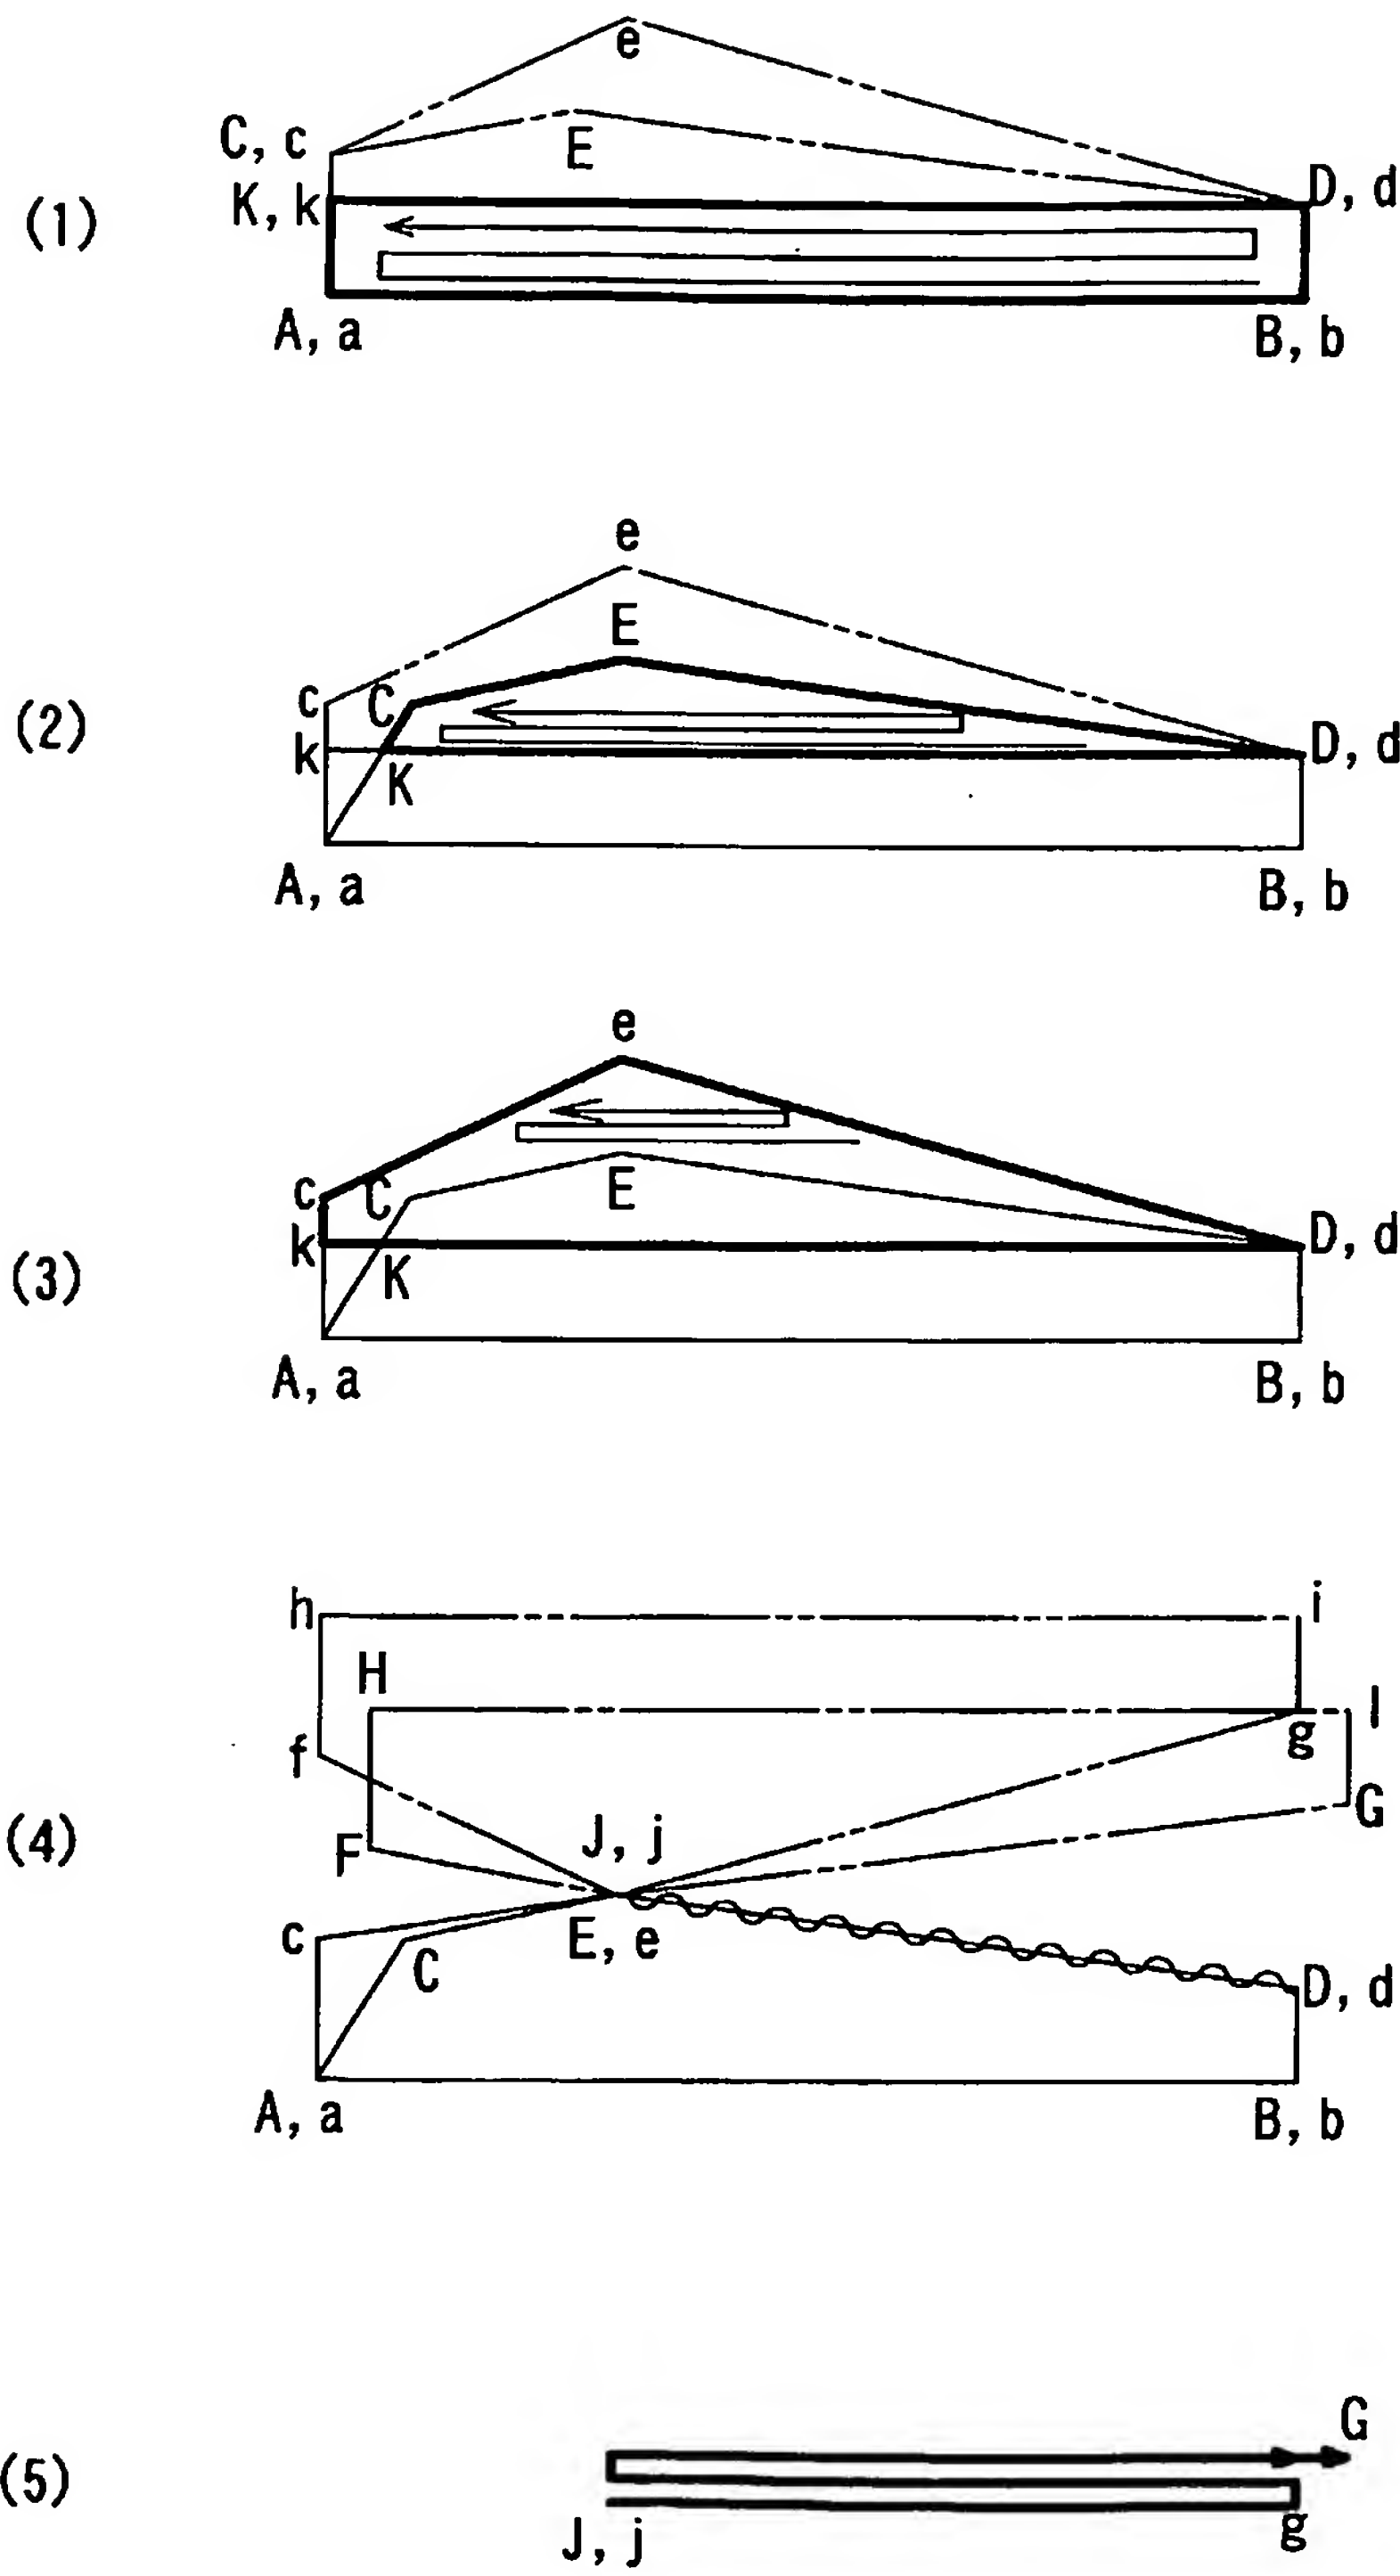 e
C, c
E
(1)
K, k
D, d
A, a
B, b
e
E
c
C
(2)
k
D, d
K
A, a
B, b
e
c
C
E
k
D, d
(3)
K
A, a
B, b
h
i
H
I
g
f
G
(4)
F
J, j
c
E, e
C
D, d
A, a
B, b
G
(5)
J, j
g